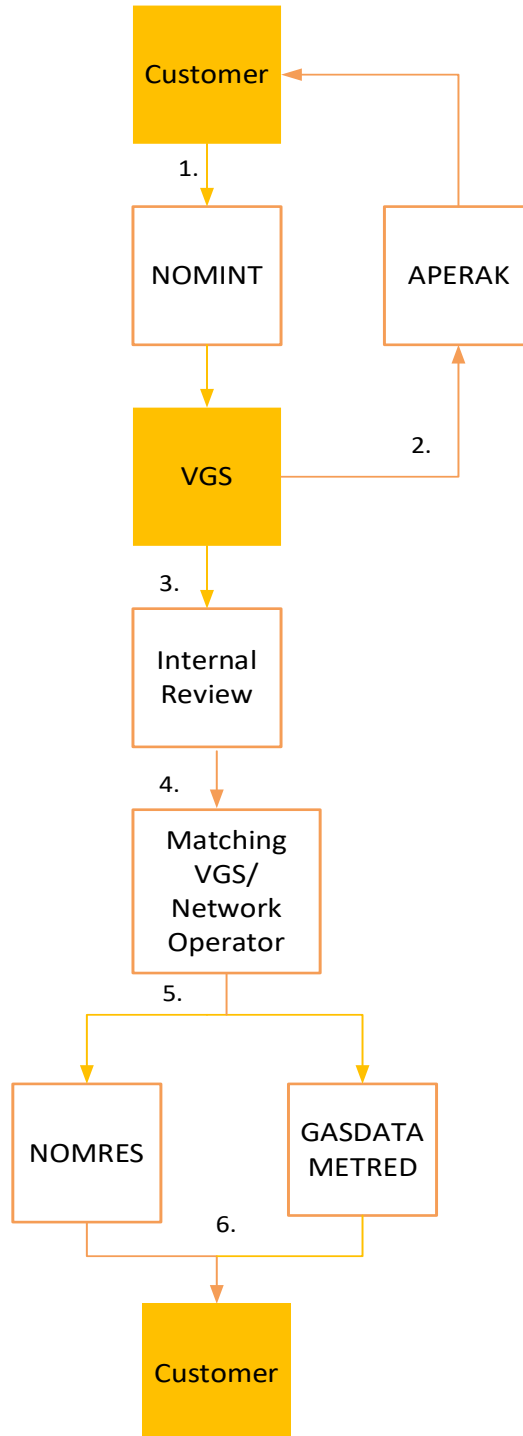 Customer
1.
NOMINT
APERAK
VGS
2.
3.
Internal
Review
4.
Matching
VGS/
Network
Operator
5.
NOMRES
GASDATA
METRED
6.
Customer